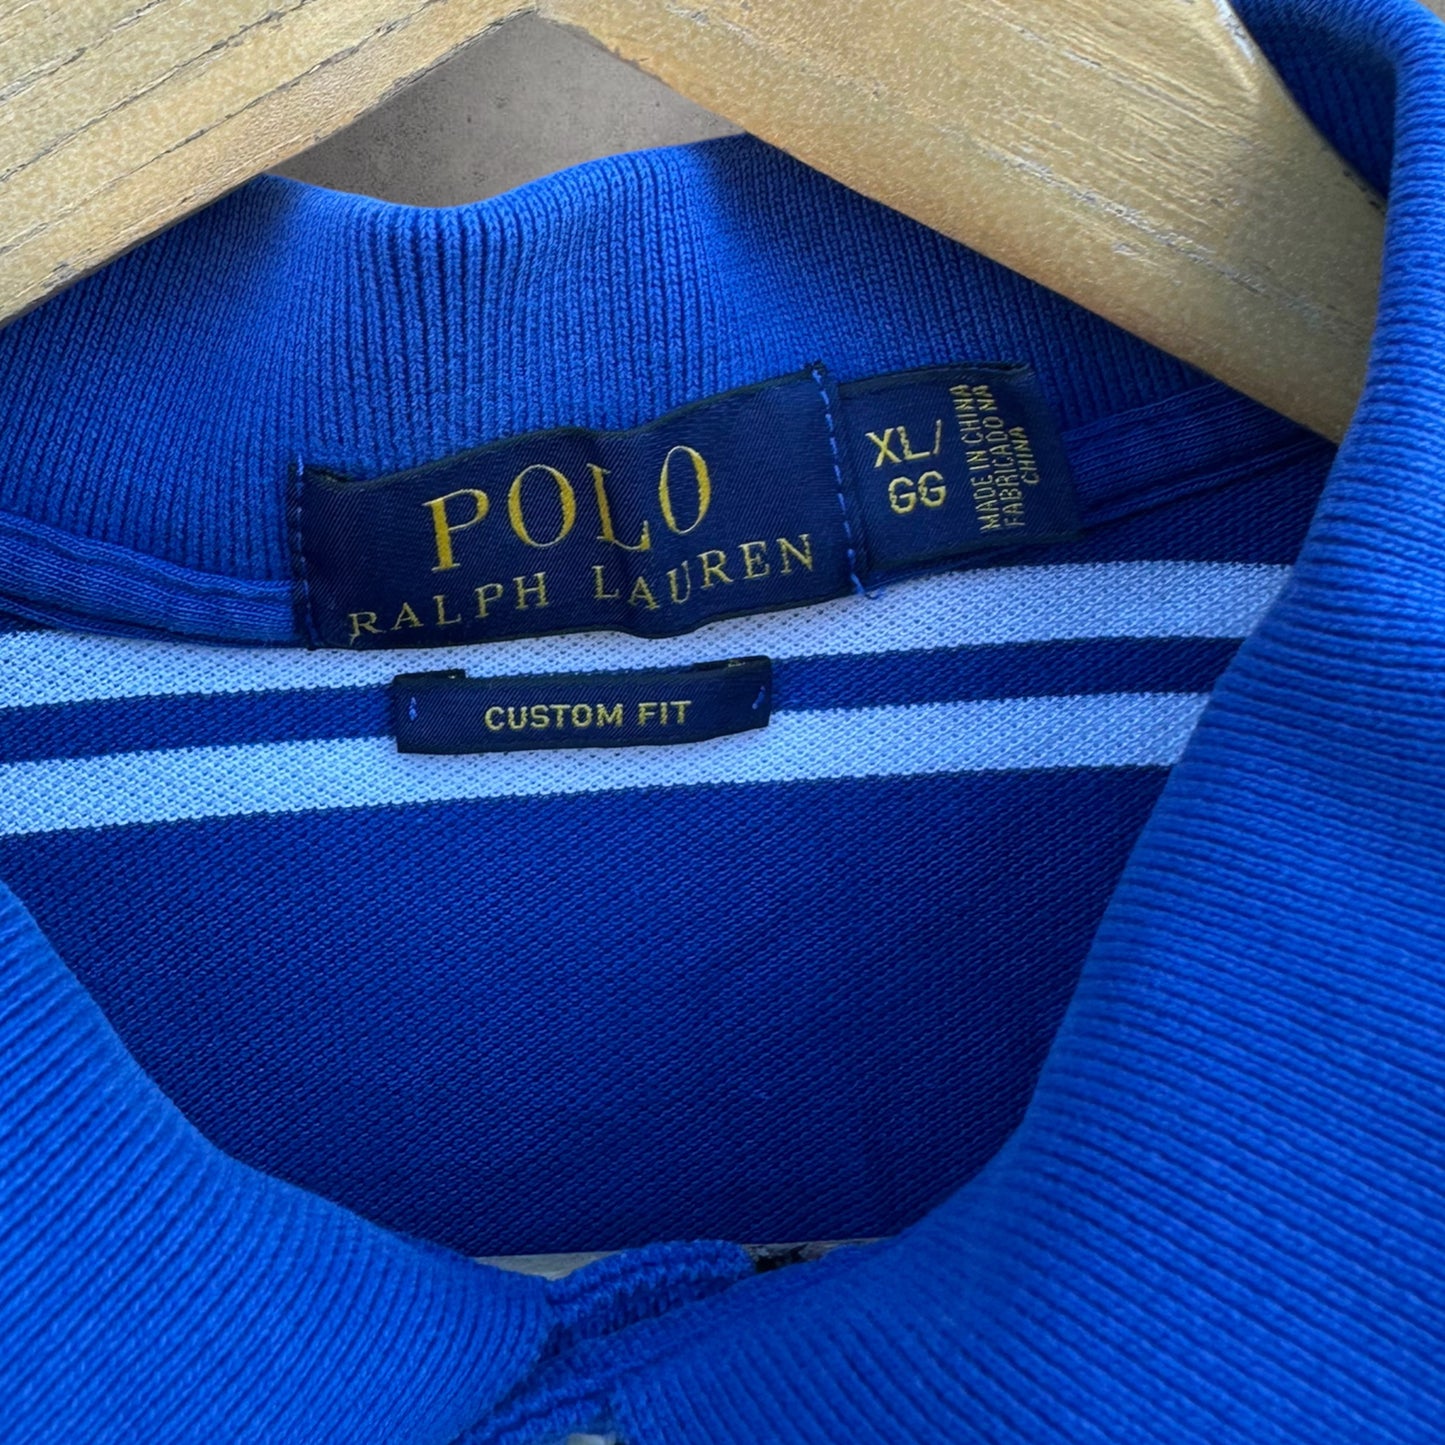 POLO
RALPH LAUREN
XL/
GG
MADE IN CHINA
FABRICADO NA
CHINA
CUSTOM FIT